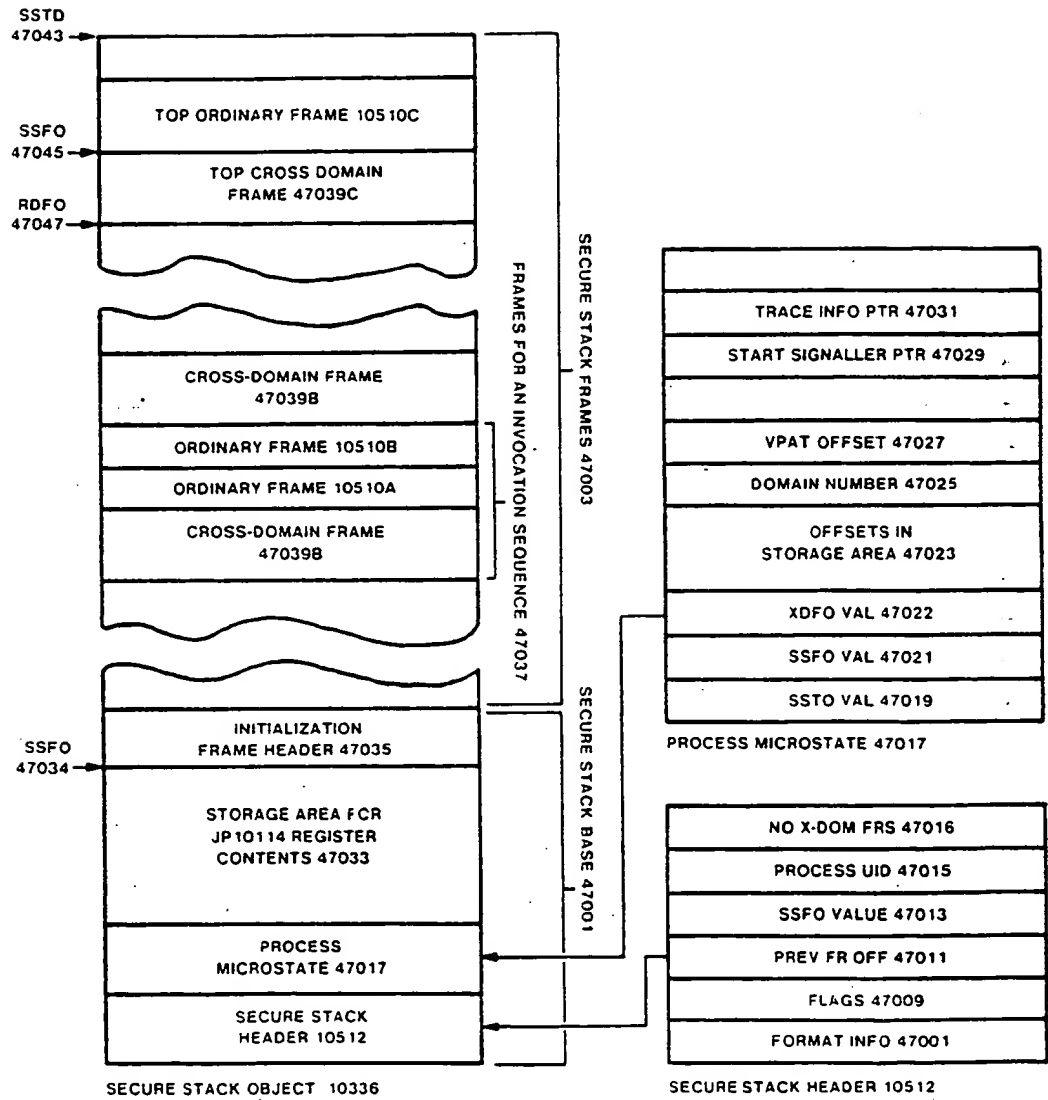 SSTD
47043
TOP ORDINARY FRAME 10510C
SSFO
47045
TOP CROSS DOMAIN
FRAME 47039C
RDFO
47047
CROSS-DOMAIN FRAME
47039B
ORDINARY FRAME 10510B
ORDINARY FRAME 10510A
CROSS-DOMAIN FRAME
47039B
FRAMES FOR AN INVOCATION SEQUENCE 47037
SECURE STACK FRAMES 47003
INITIALIZATION
FRAME HEADER 47035
SSFO
47034
STORAGE AREA FCR
JP10114 REGISTER
CONTENTS 47033
PROCESS
MICROSTATE 47017
SECURE STACK
HEADER 10512
SECURE STACK BASE 47001
SECURE STACK OBJECT 10336
TRACE INFO PTR 47031
START SIGNALLER PTR 47029
VPAT OFFSET 47027
DOMAIN NUMBER 47025
OFFSETS IN
STORAGE AREA 47023
XDFO VAL 47022
SSFO VAL 47021
SSTO VAL 47019
PROCESS MICROSTATE 47017
NO X-DOM FRS 47016
PROCESS UID 47015
SSFO VALUE 47013
PREV FR OFF 47011
FLAGS 47009
FORMAT INFO 47001
SECURE STACK HEADER 10512